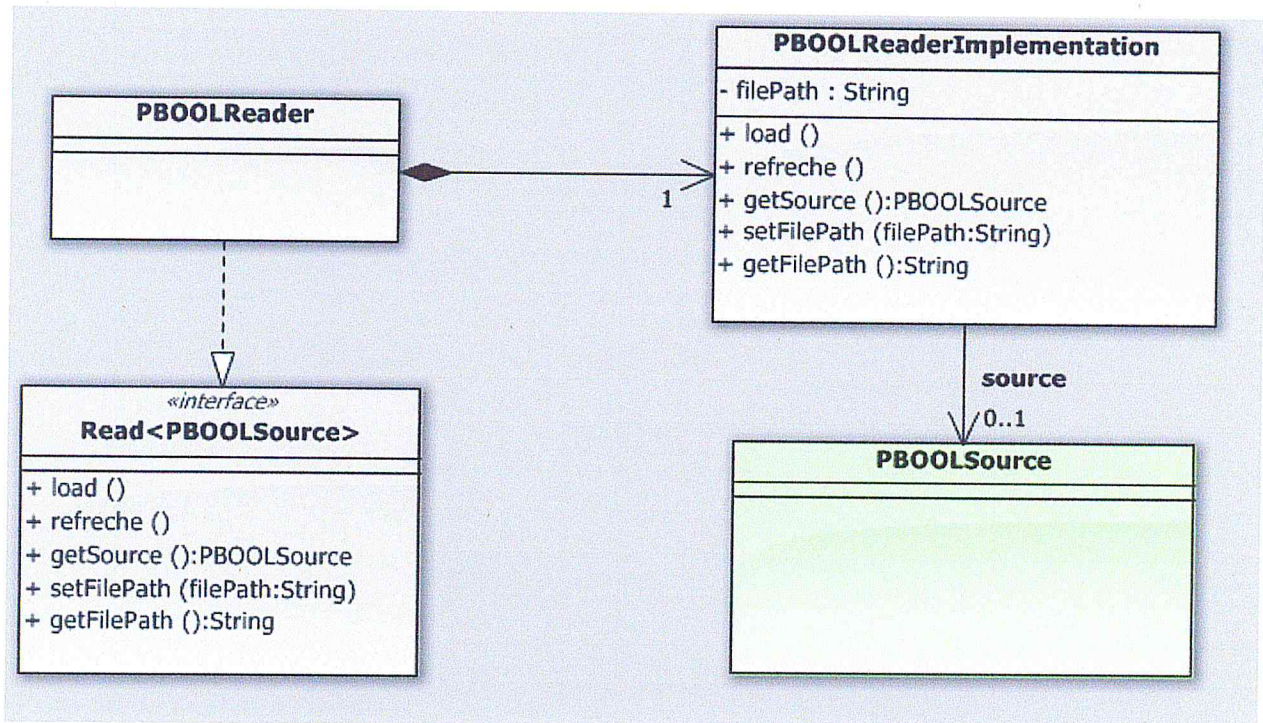 PBOOLReader
PBOOLReaderImplementation
- filePath : String
+ load ()
+ refreche ()
+ getSource ():PBOOLSource
+ setFilePath (filePath:String)
+ getFilePath ():String
1
«interface»
Read<PBOOLSource>
+ load ()
+ refreche ()
+ getSource ():PBOOLSource
+ setFilePath (filePath:String)
+ getFilePath ():String
source
0..1
PBOOLSource